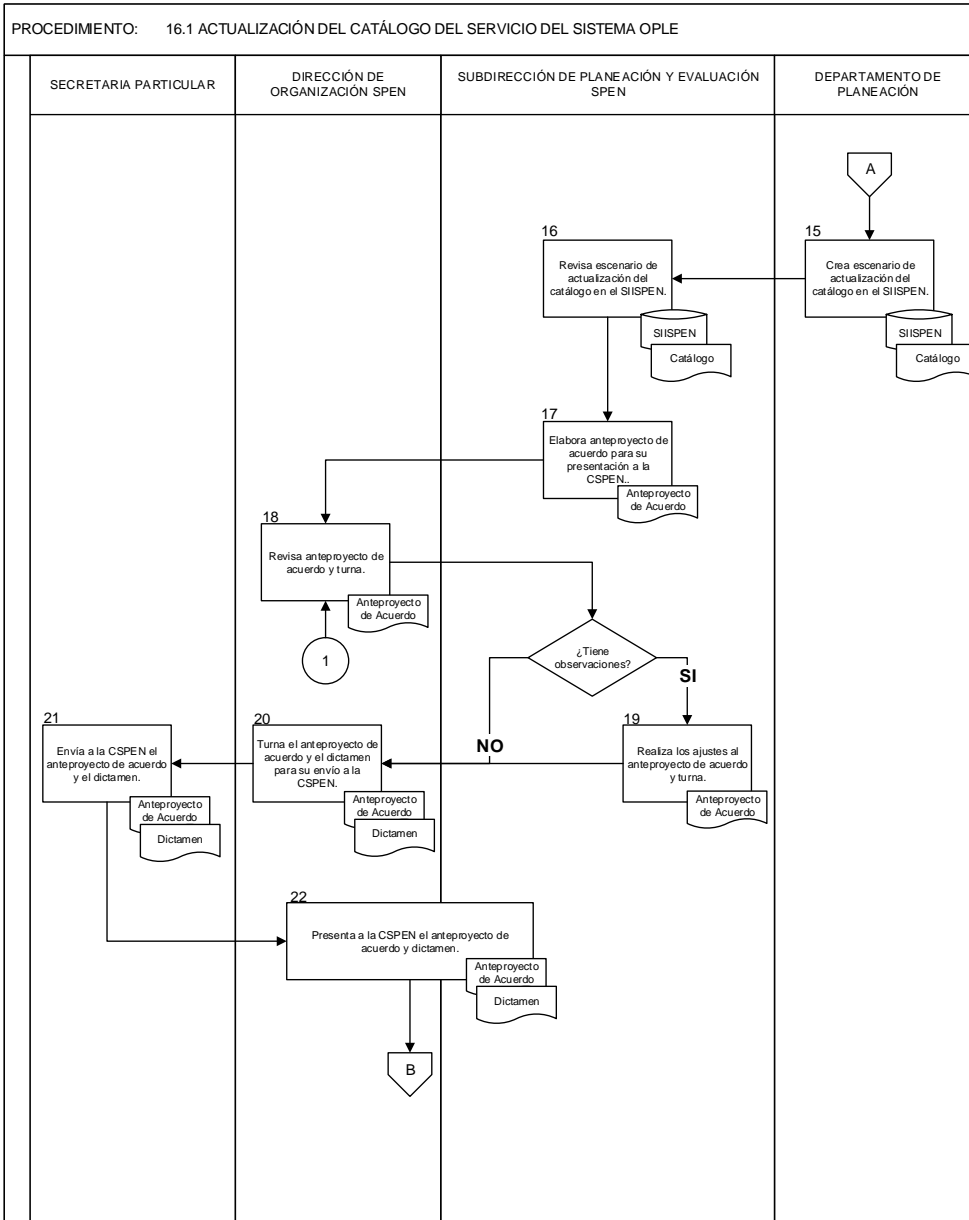 PROCEDIMIENTO: 16.1 ACTUALIZACIÓN DEL CATÁLOGO DEL SERVICIO DEL SISTEMA OPLE
SECRETARIA PARTICULAR
DIRECCIÓN DE
ORGANIZACIÓN SPEN
SUBDIRECCIÓN DE PLANEACIÓN Y EVALUACIÓN
SPEN
DEPARTAMENTO DE
PLANEACIÓN
A
15
Crea escenario de
actualización del
catálogo en el SIISPEN.
SIISPEN
Catálogo
16
Revisa escenario de
actualización del
catálogo en el SIISPEN.
SIISPEN
Catálogo
17
Elabora anteproyecto de
acuerdo para su
presentación a la
CSPEN..
Anteproyecto
de Acuerdo
18
Revisa anteproyecto de
acuerdo y turna.
Anteproyecto
de Acuerdo
1
¿Tiene
observaciones?
SI
NO
19
Realiza los ajustes al
anteproyecto de acuerdo
y turna.
Anteproyecto
de Acuerdo
20
Turna el anteproyecto de
acuerdo y el dictamen
para su envío a la
CSPEN.
Anteproyecto
de Acuerdo
Dictamen
21
Envía a la CSPEN el
anteproyecto de acuerdo
y el dictamen.
Anteproyecto
de Acuerdo
Dictamen
22
Presenta a la CSPEN el anteproyecto de
acuerdo y dictamen.
Anteproyecto
de Acuerdo
Dictamen
B